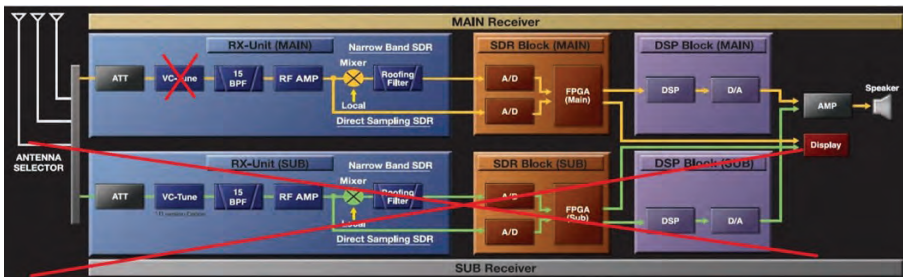 MAIN Receiver
RX-Unit (MAIN)
Narrow Band SDR
SDR Block (MAIN)
DSP Block (MAIN)
Mixer
ATT
VC-Tune
15
BPF
RF AMP
Roofing
Filter
A/D
FPGA
(Main)
DSP
D/A
Speaker
AMP
Local
A/D
Direct Sampling SDR
Display
ANTENNA
SELECTOR
RX-Unit (SUB)
Narrow Band SDR
SDR Block (SUB)
DSP Block (SUB)
Mixer
ATT
VC-Tune
15
BPF
RF AMP
Roofing
Filter
A/D
FPGA
(Sub)
DSP
D/A
Local
A/D
Direct Sampling SDR
SUB Receiver